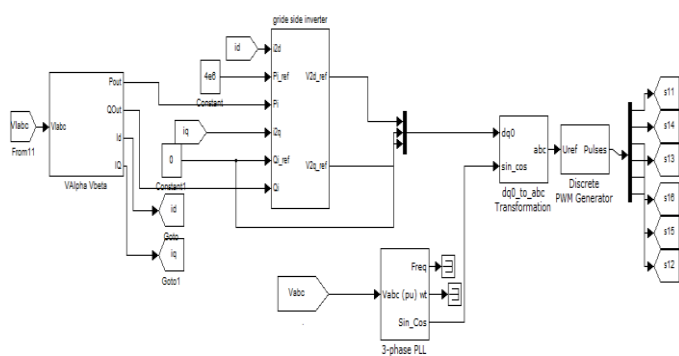 gride side inverter
id
i2d
4e6
Pi_ref
Constant
Pi
iq
i2q
0
Qi_ref
Constant1
Qi
V2d_ref
V2q_ref
VIabc
From11
VIabc
Pout
QOut
Id
IQ
VAlpha Vbeta
id
Goto
iq
Goto1
dq0
sin_cos
abc
dq0_to_abc
Transformation
Uref
Pulses
Discrete
PWM Generator
s11
s14
s13
s16
s15
s12
Vabc
Freq
Vabc (pu) wt
Sin_Cos
3-phase PLL